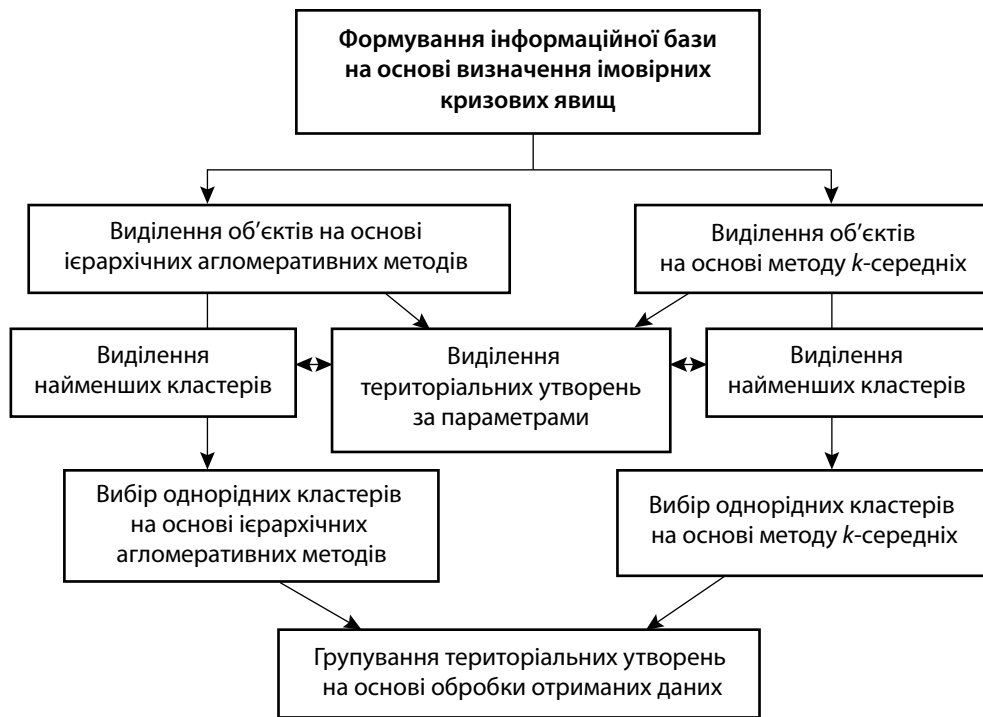 Формування інформаційної бази
на основі визначення імовірних
кризових явищ
Виділення об’єктів на основі
ієрархічних агломеративних методів
Виділення об’єктів
на основі методу k-середніх
Виділення
найменших кластерів
Виділення
територіальних утворень
за параметрами
Виділення
найменших кластерів
Вибір однорідних кластерів
на основі ієрархічних
агломеративних методів
Вибір однорідних кластерів
на основі методу k-середніх
Групування територіальних утворень
на основі обробки отриманих даних